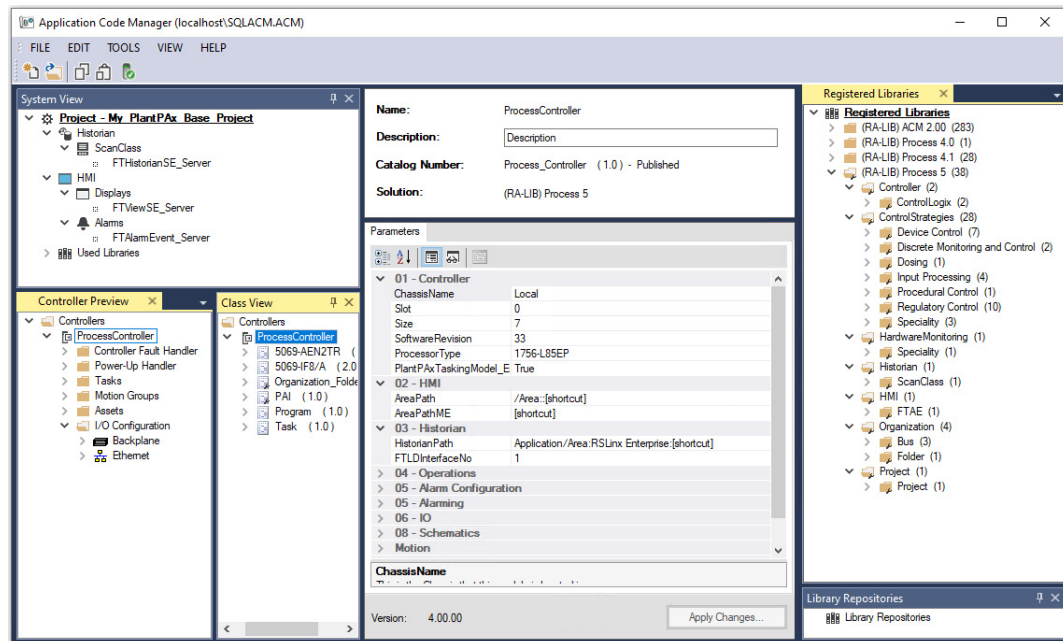 Application Code Manager (localhost\SQLACM.ACM)
FILE EDIT TOOLS VIEW HELP
System View
Project - My_PlantPAx_Base_Project
Historian
ScanClass
FTHistorianSE_Server
HMI
Displays
FTViewSE_Server
Alarms
FTAlarmEvent_Server
Used Libraries
Controller Preview
Controllers
ProcessController
Controller Fault Handler
Power-Up Handler
Tasks
Motion Groups
Assets
I/O Configuration
Backplane
Ethernet
Class View
Controllers
ProcessController
5069-AEN2TR (
5069-IF8/A (2.0
Organization_Folde
PAI (1.0)
Program (1.0)
Task (1.0)
Name: ProcessController
Description: Description
Catalog Number: Process_Controller (1.0) - Published
Solution: (RA-LIB) Process 5
Parameters
01 - Controller
ChassisName Local
Slot 0
Size 7
SoftwareRevision 33
ProcessorType 1756-L85EP
PlantPAxTaskingModel_E True
02 - HMI
AreaPath /Area::[shortcut]
AreaPathME [shortcut]
03 - Historian
HistorianPath Application/Area:RSLinx Enterprise:[shortcut]
FTLDInterfaceNo 1
04 - Operations
05 - Alarm Configuration
05 - Alarming
06 - IO
08 - Schematics
Motion
ChassisName
Version: 4.00.00 Apply Changes...
Registered Libraries
Registered Libraries
(RA-LIB) ACM 2.00 (283)
(RA-LIB) Process 4.0 (1)
(RA-LIB) Process 4.1 (28)
(RA-LIB) Process 5 (38)
Controller (2)
ControlLogix (2)
ControlStrategies (28)
Device Control (7)
Discrete Monitoring and Control (2)
Dosing (1)
Input Processing (4)
Procedural Control (1)
Regulatory Control (10)
Speciality (3)
HardwareMonitoring (1)
Speciality (1)
Historian (1)
ScanClass (1)
HMI (1)
FTAE (1)
Organization (4)
Bus (3)
Folder (1)
Project (1)
Project (1)
Library Repositories
Library Repositories